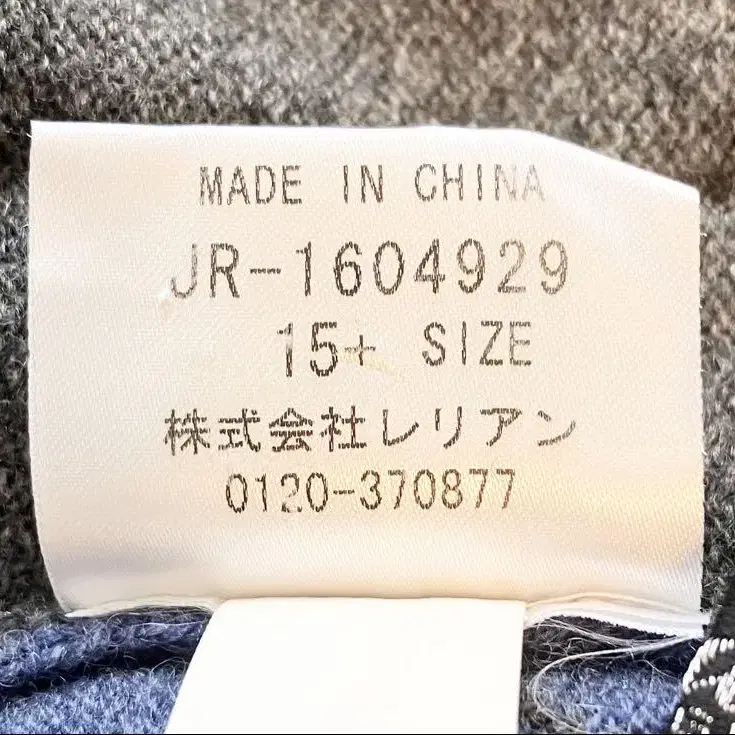 MADE IN CHINA
JR-1604929
15+ SIZE
株式会社レリアン
0120-370877